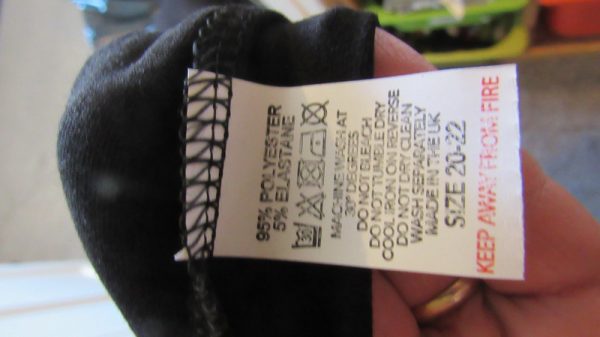 95% POLYESTER
5% ELASTANE
30
MACHINE WASH AT
30° DEGREES
DO NOT BLEACH
DO NOT TUMBLE DRY
COOL IRON ON REVERSE
DO NOT DRY CLEAN
WASH SEPARATELY
MADE IN THE UK
SIZE 20-22
KEEP AWAY FROM FIRE